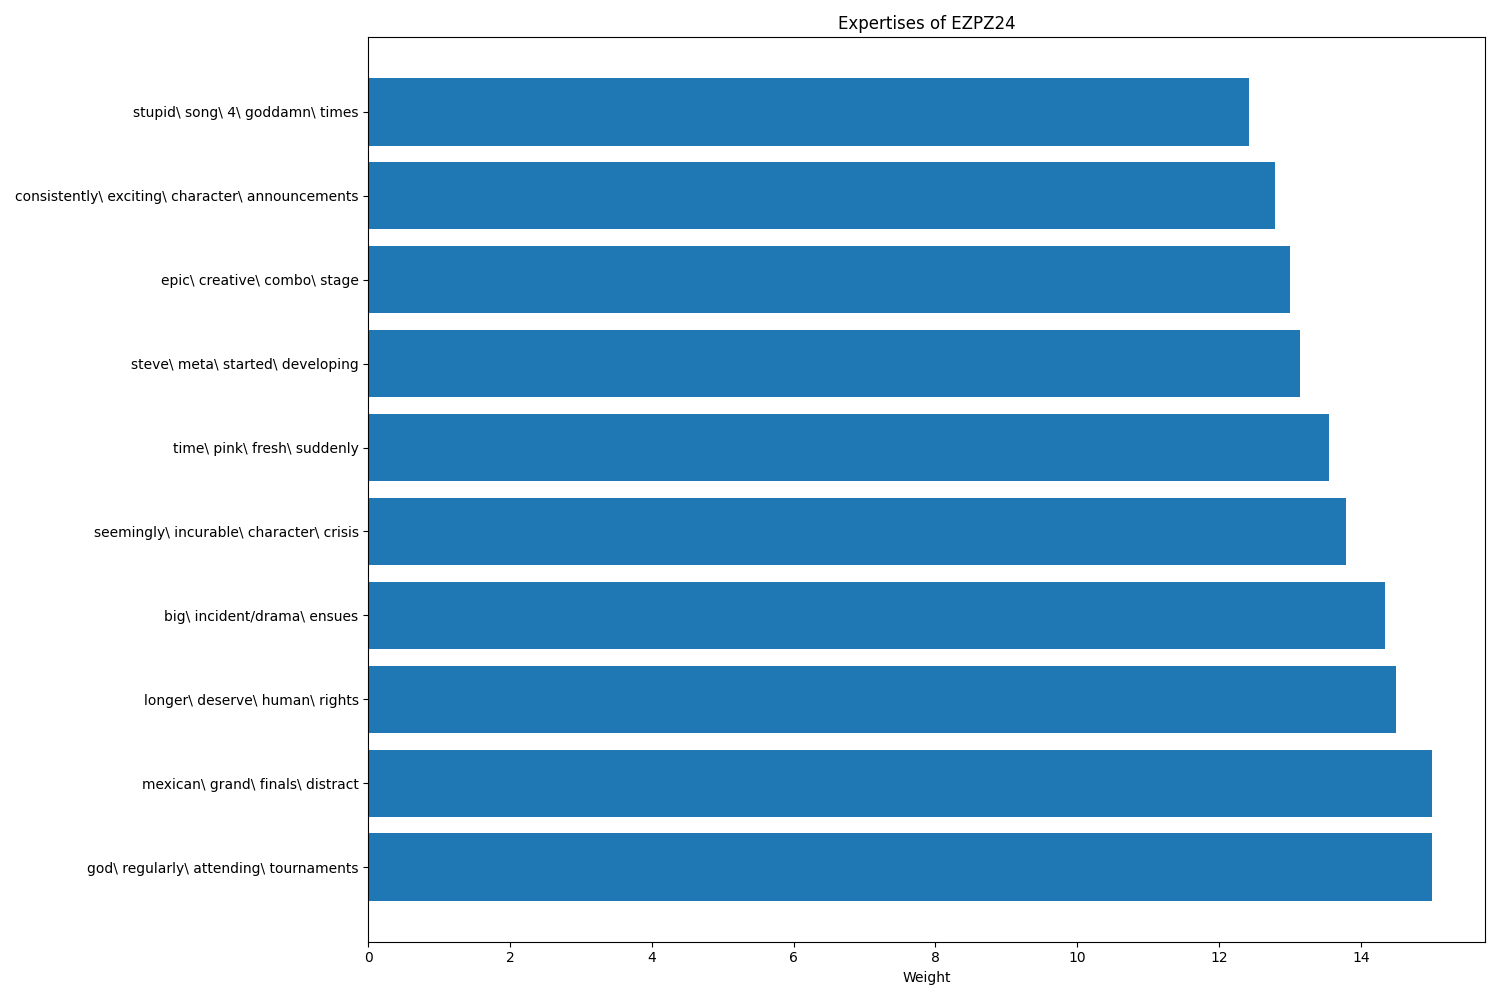 Expertises of EZPZ24
stupid\ song\ 4\ goddamn\ times
consistently\ exciting\ character\ announcements
epic\ creative\ combo\ stage
steve\ meta\ started\ developing
time\ pink\ fresh\ suddenly
seemingly\ incurable\ character\ crisis
big\ incident/drama\ ensues
longer\ deserve\ human\ rights
mexican\ grand\ finals\ distract
god\ regularly\ attending\ tournaments
0 2 4 6 8 10 12 14
Weight